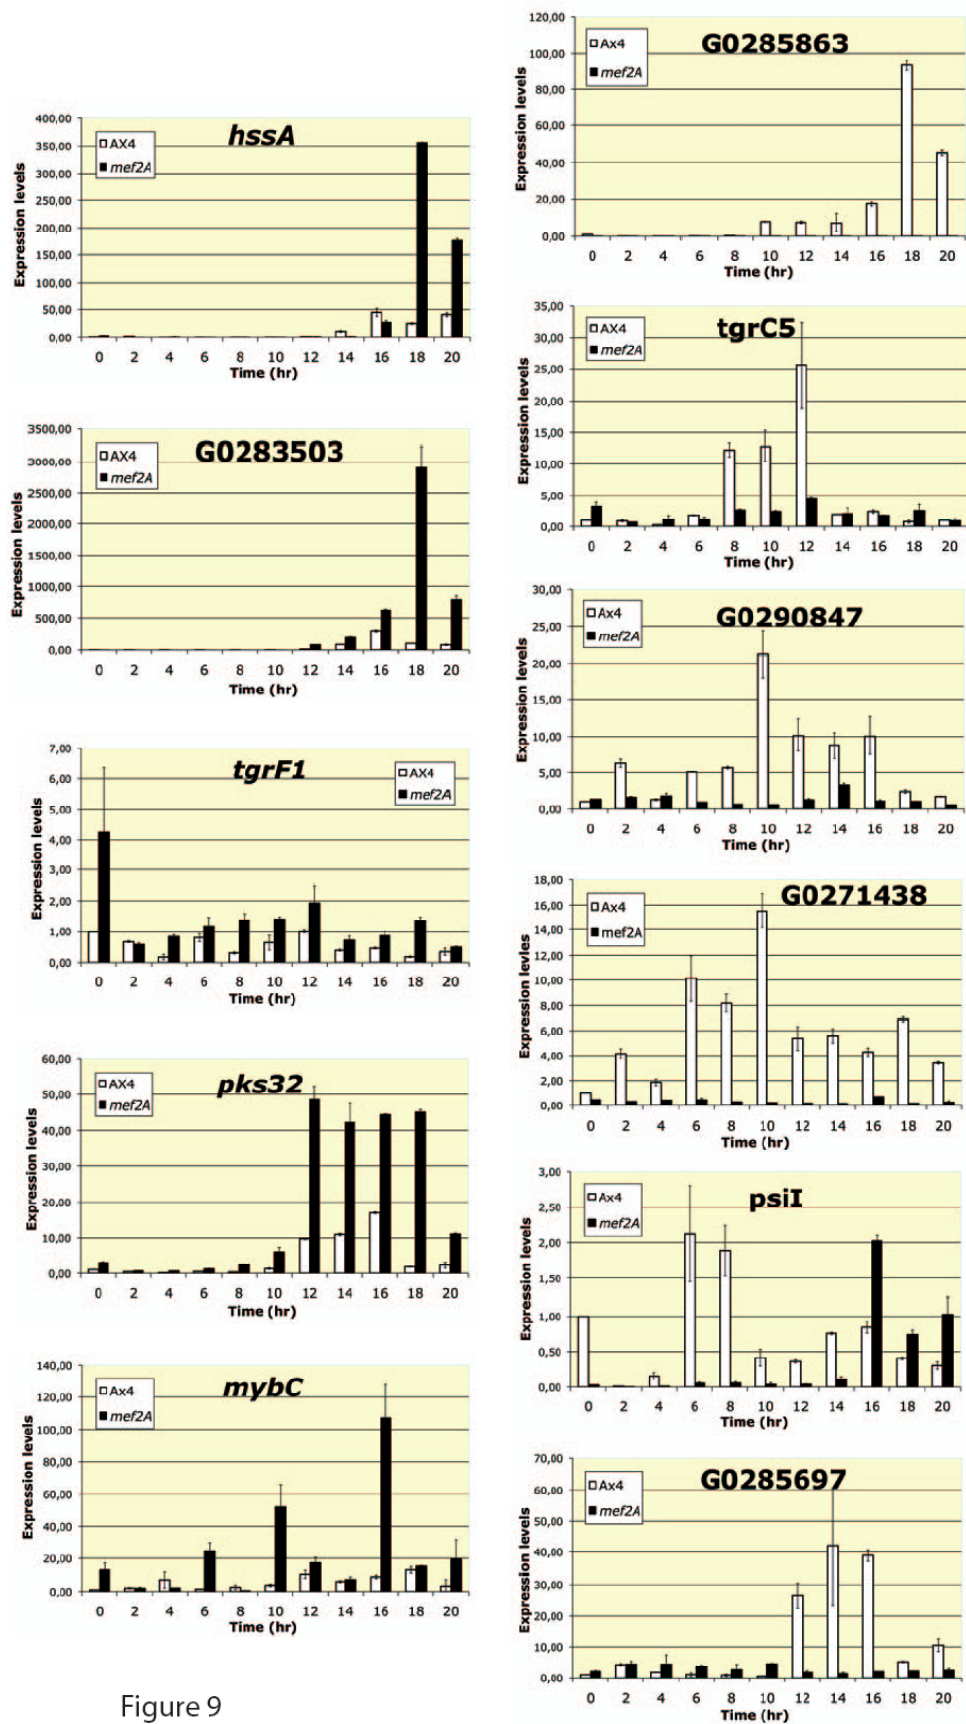 hssA
AX4
mef2A
Expression levels
400,00
350,00
300,00
250,00
200,00
150,00
100,00
50,00
0,00
0 2 4 6 8 10 12 14 16 18 20
Time (hr)
G0283503
AX4
mef2A
Expression levels
3500,00
3000,00
2500,00
2000,00
1500,00
1000,00
500,00
0,00
0 2 4 6 8 10 12 14 16 18 20
Time (hr)
tgrF1
AX4
mef2A
Expression levels
7,00
6,00
5,00
4,00
3,00
2,00
1,00
0,00
0 2 4 6 8 10 12 14 16 18 20
Time (hr)
pks32
AX4
mef2A
Expression levels
60,00
50,00
40,00
30,00
20,00
10,00
0,00
0 2 4 6 8 10 12 14 16 18 20
Time (hr)
mybC
Ax4
mef2A
Expression levels
140,00
120,00
100,00
80,00
60,00
40,00
20,00
0,00
0 2 4 6 8 10 12 14 16 18 20
Time (hr)
Figure 9
G0285863
Ax4
mef2A
Expression levels
120,00
100,00
80,00
60,00
40,00
20,00
0,00
0 2 4 6 8 10 12 14 16 18 20
Time (hr)
tgrC5
AX4
mef2A
Expression levels
35,00
30,00
25,00
20,00
15,00
10,00
5,00
0,00
0 2 4 6 8 10 12 14 16 18 20
Time (hr)
G0290847
Ax4
mef2A
Expression levels
30,00
25,00
20,00
15,00
10,00
5,00
0,00
0 2 4 6 8 10 12 14 16 18 20
Time (hr)
G0271438
Ax4
mef2A
Expression levles
18,00
16,00
14,00
12,00
10,00
8,00
6,00
4,00
2,00
0,00
0 2 4 6 8 10 12 14 16 18 20
Time (hr)
psiI
Ax4
mef2A
Expression levels
3,00
2,50
2,00
1,50
1,00
0,50
0,00
0 2 4 6 8 10 12 14 16 18 20
Time (hr)
G0285697
Ax4
mef2A
Expression levels
70,00
60,00
50,00
40,00
30,00
20,00
10,00
0,00
0 2 4 6 8 10 12 14 16 18 20
Time (hr)